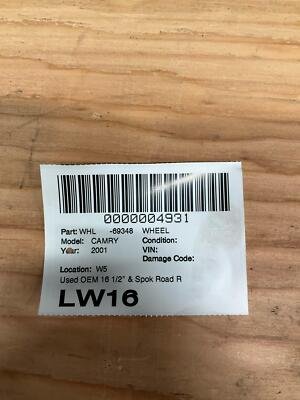 0000004931
Part: WHL -69348 WHEEL
Model: CAMRY Condition:
Year: 2001 VIN:
Damage Code:
Location: W5
Used OEM 16 1/2" & Spok Road R
LW16